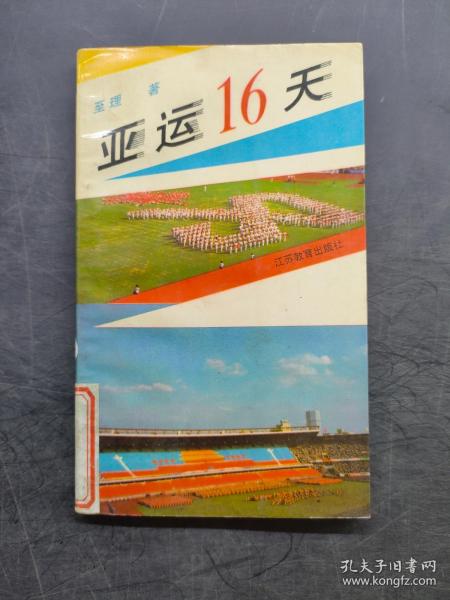 至理 著
亚运16天
江苏教育出版社
孔夫子旧书网
www.kongfz.com